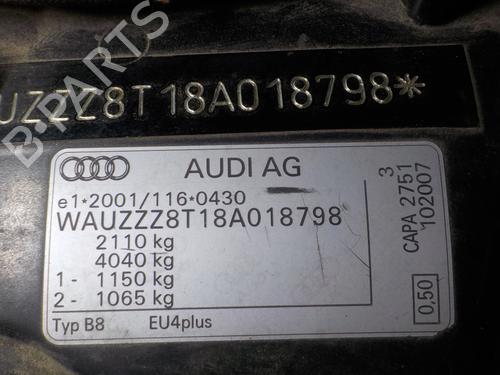 UZZZ8T18A018798*
AUDI AG
e1*2001/116*0430
WAUZZZ8T18A018798
2110 kg
4040 kg
1- 1150 kg
2- 1065 kg
Typ B8 EU4plus
3
CAPA 2751
102007
0,50
B-PARTS